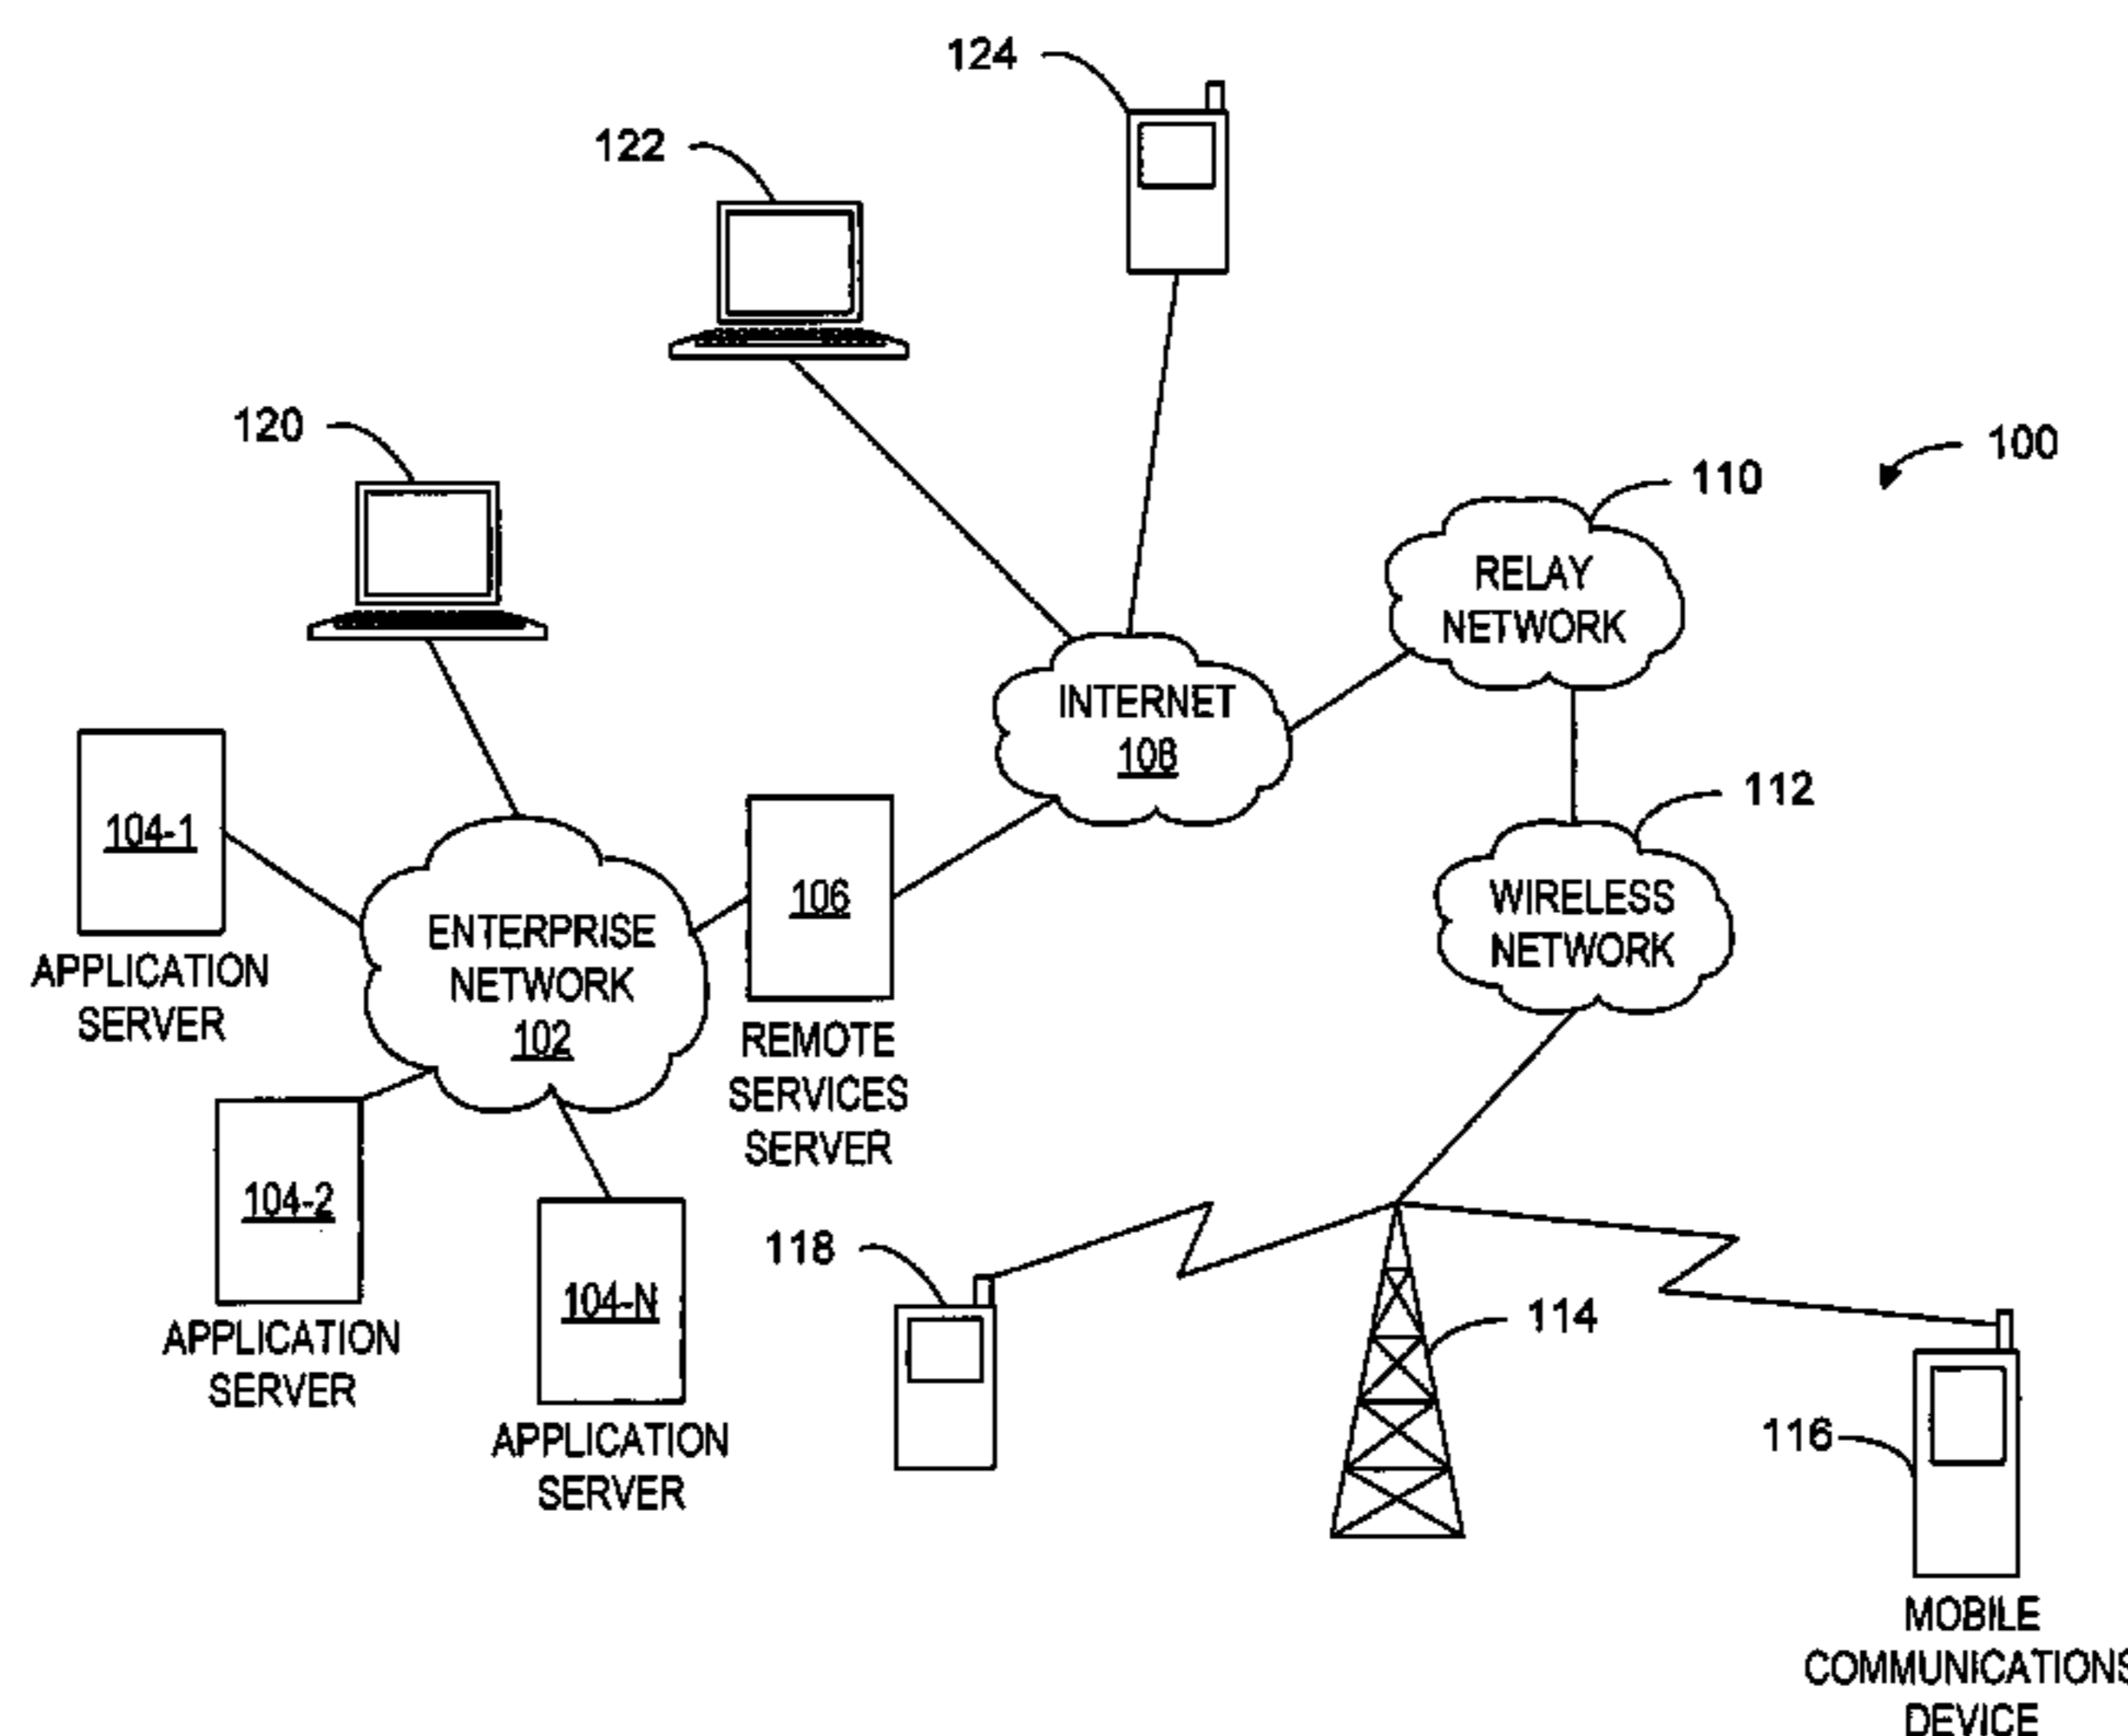 124
122
100
110
120
RELAY
NETWORK
INTERNET
108
112
104-1
106
WIRELESS
NETWORK
ENTERPRISE
NETWORK
102
APPLICATION
SERVER
REMOTE
SERVICES
SERVER
104-2
118
104-N
114
APPLICATION
SERVER
116
APPLICATION
SERVER
MOBILE
COMMUNICATIONS
DEVICE